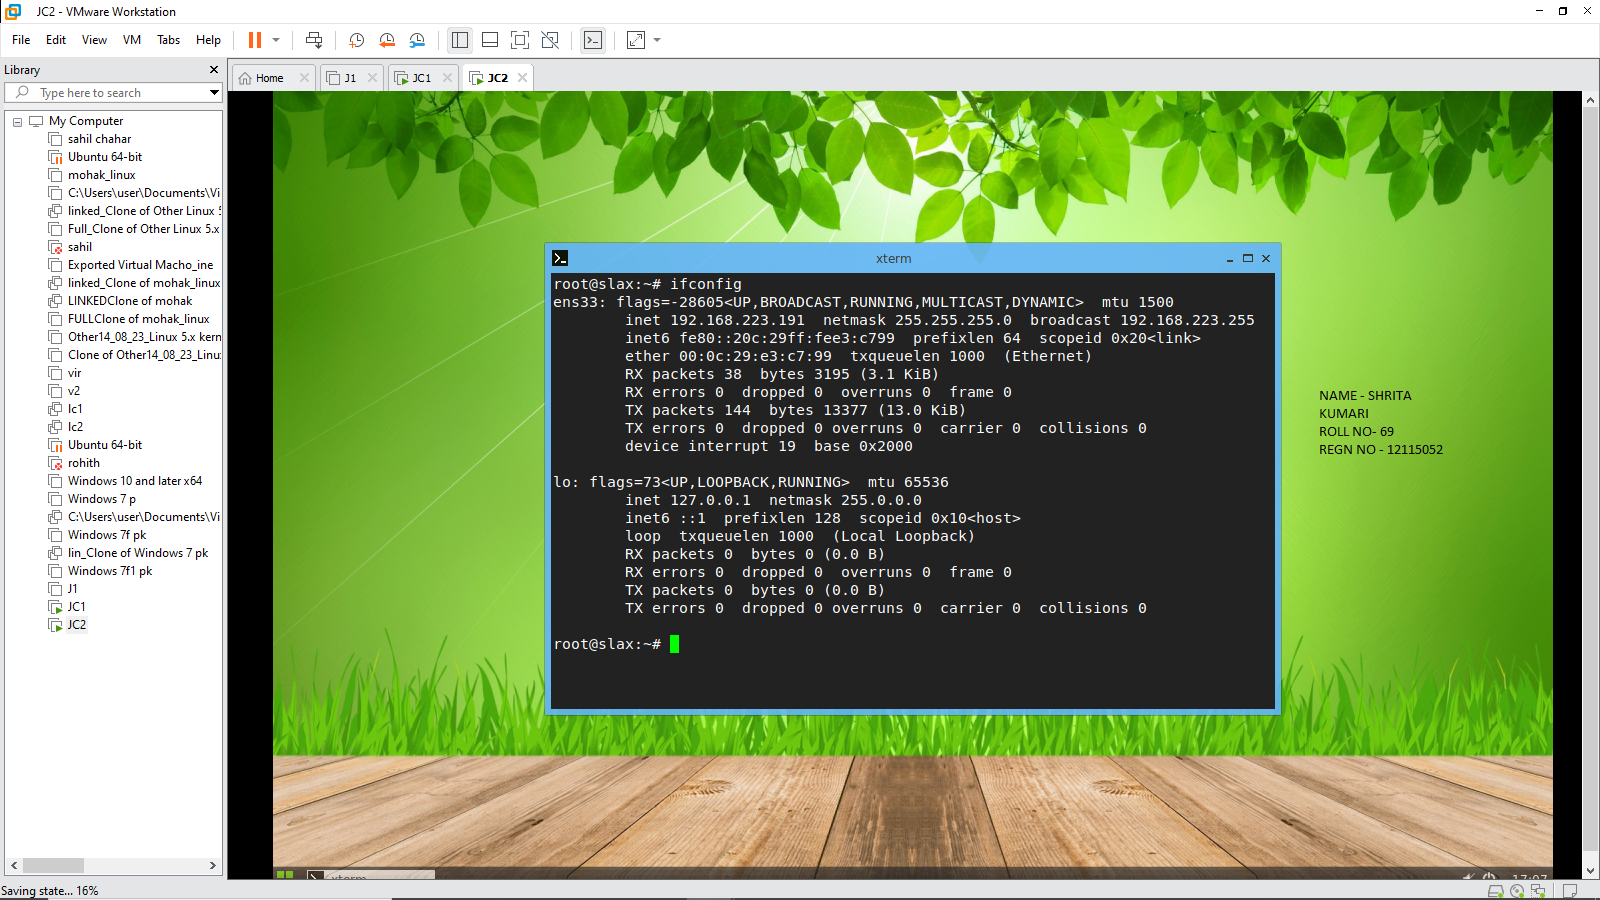 JC2 - VMware Workstation
File Edit View VM Tabs Help
Library
Type here to search
Home J1 JC1 JC2
My Computer
sahil chahar
Ubuntu 64-bit
mohak_linux
C:\Users\user\Documents\Vi
linked_Clone of Other Linux 5
Full_Clone of Other Linux 5.x
sahil
Exported Virtual Macho_ine
linked_Clone of mohak_linux
LINKEDClone of mohak
FULLClone of mohak_linux
Other14_08_23_Linux 5.x kern
Clone of Other14_08_23_Linu
vir
v2
lc1
lc2
Ubuntu 64-bit
rohith
Windows 10 and later x64
Windows 7 p
C:\Users\user\Documents\Vi
Windows 7f pk
lin_Clone of Windows 7 pk
Windows 7f1 pk
J1
JC1
JC2
xterm
root@slax:~# ifconfig
ens33: flags=-28605<UP,BROADCAST,RUNNING,MULTICAST,DYNAMIC>  mtu 1500
inet 192.168.223.191  netmask 255.255.255.0  broadcast 192.168.223.255
inet6 fe80::20c:29ff:fee3:c799  prefixlen 64  scopeid 0x20<link>
ether 00:0c:29:e3:c7:99  txqueuelen 1000  (Ethernet)
RX packets 38  bytes 3195 (3.1 KiB)
RX errors 0  dropped 0  overruns 0  frame 0
TX packets 144  bytes 13377 (13.0 KiB)
TX errors 0  dropped 0 overruns 0  carrier 0  collisions 0
device interrupt 19  base 0x2000
lo: flags=73<UP,LOOPBACK,RUNNING>  mtu 65536
inet 127.0.0.1  netmask 255.0.0.0
inet6 ::1  prefixlen 128  scopeid 0x10<host>
loop  txqueuelen 1000  (Local Loopback)
RX packets 0  bytes 0 (0.0 B)
RX errors 0  dropped 0  overruns 0  frame 0
TX packets 0  bytes 0 (0.0 B)
TX errors 0  dropped 0 overruns 0  carrier 0  collisions 0
root@slax:~#
NAME - SHRITA
KUMARI
ROLL NO- 69
REGN NO - 12115052
xterm
17:07
Saving state... 16%